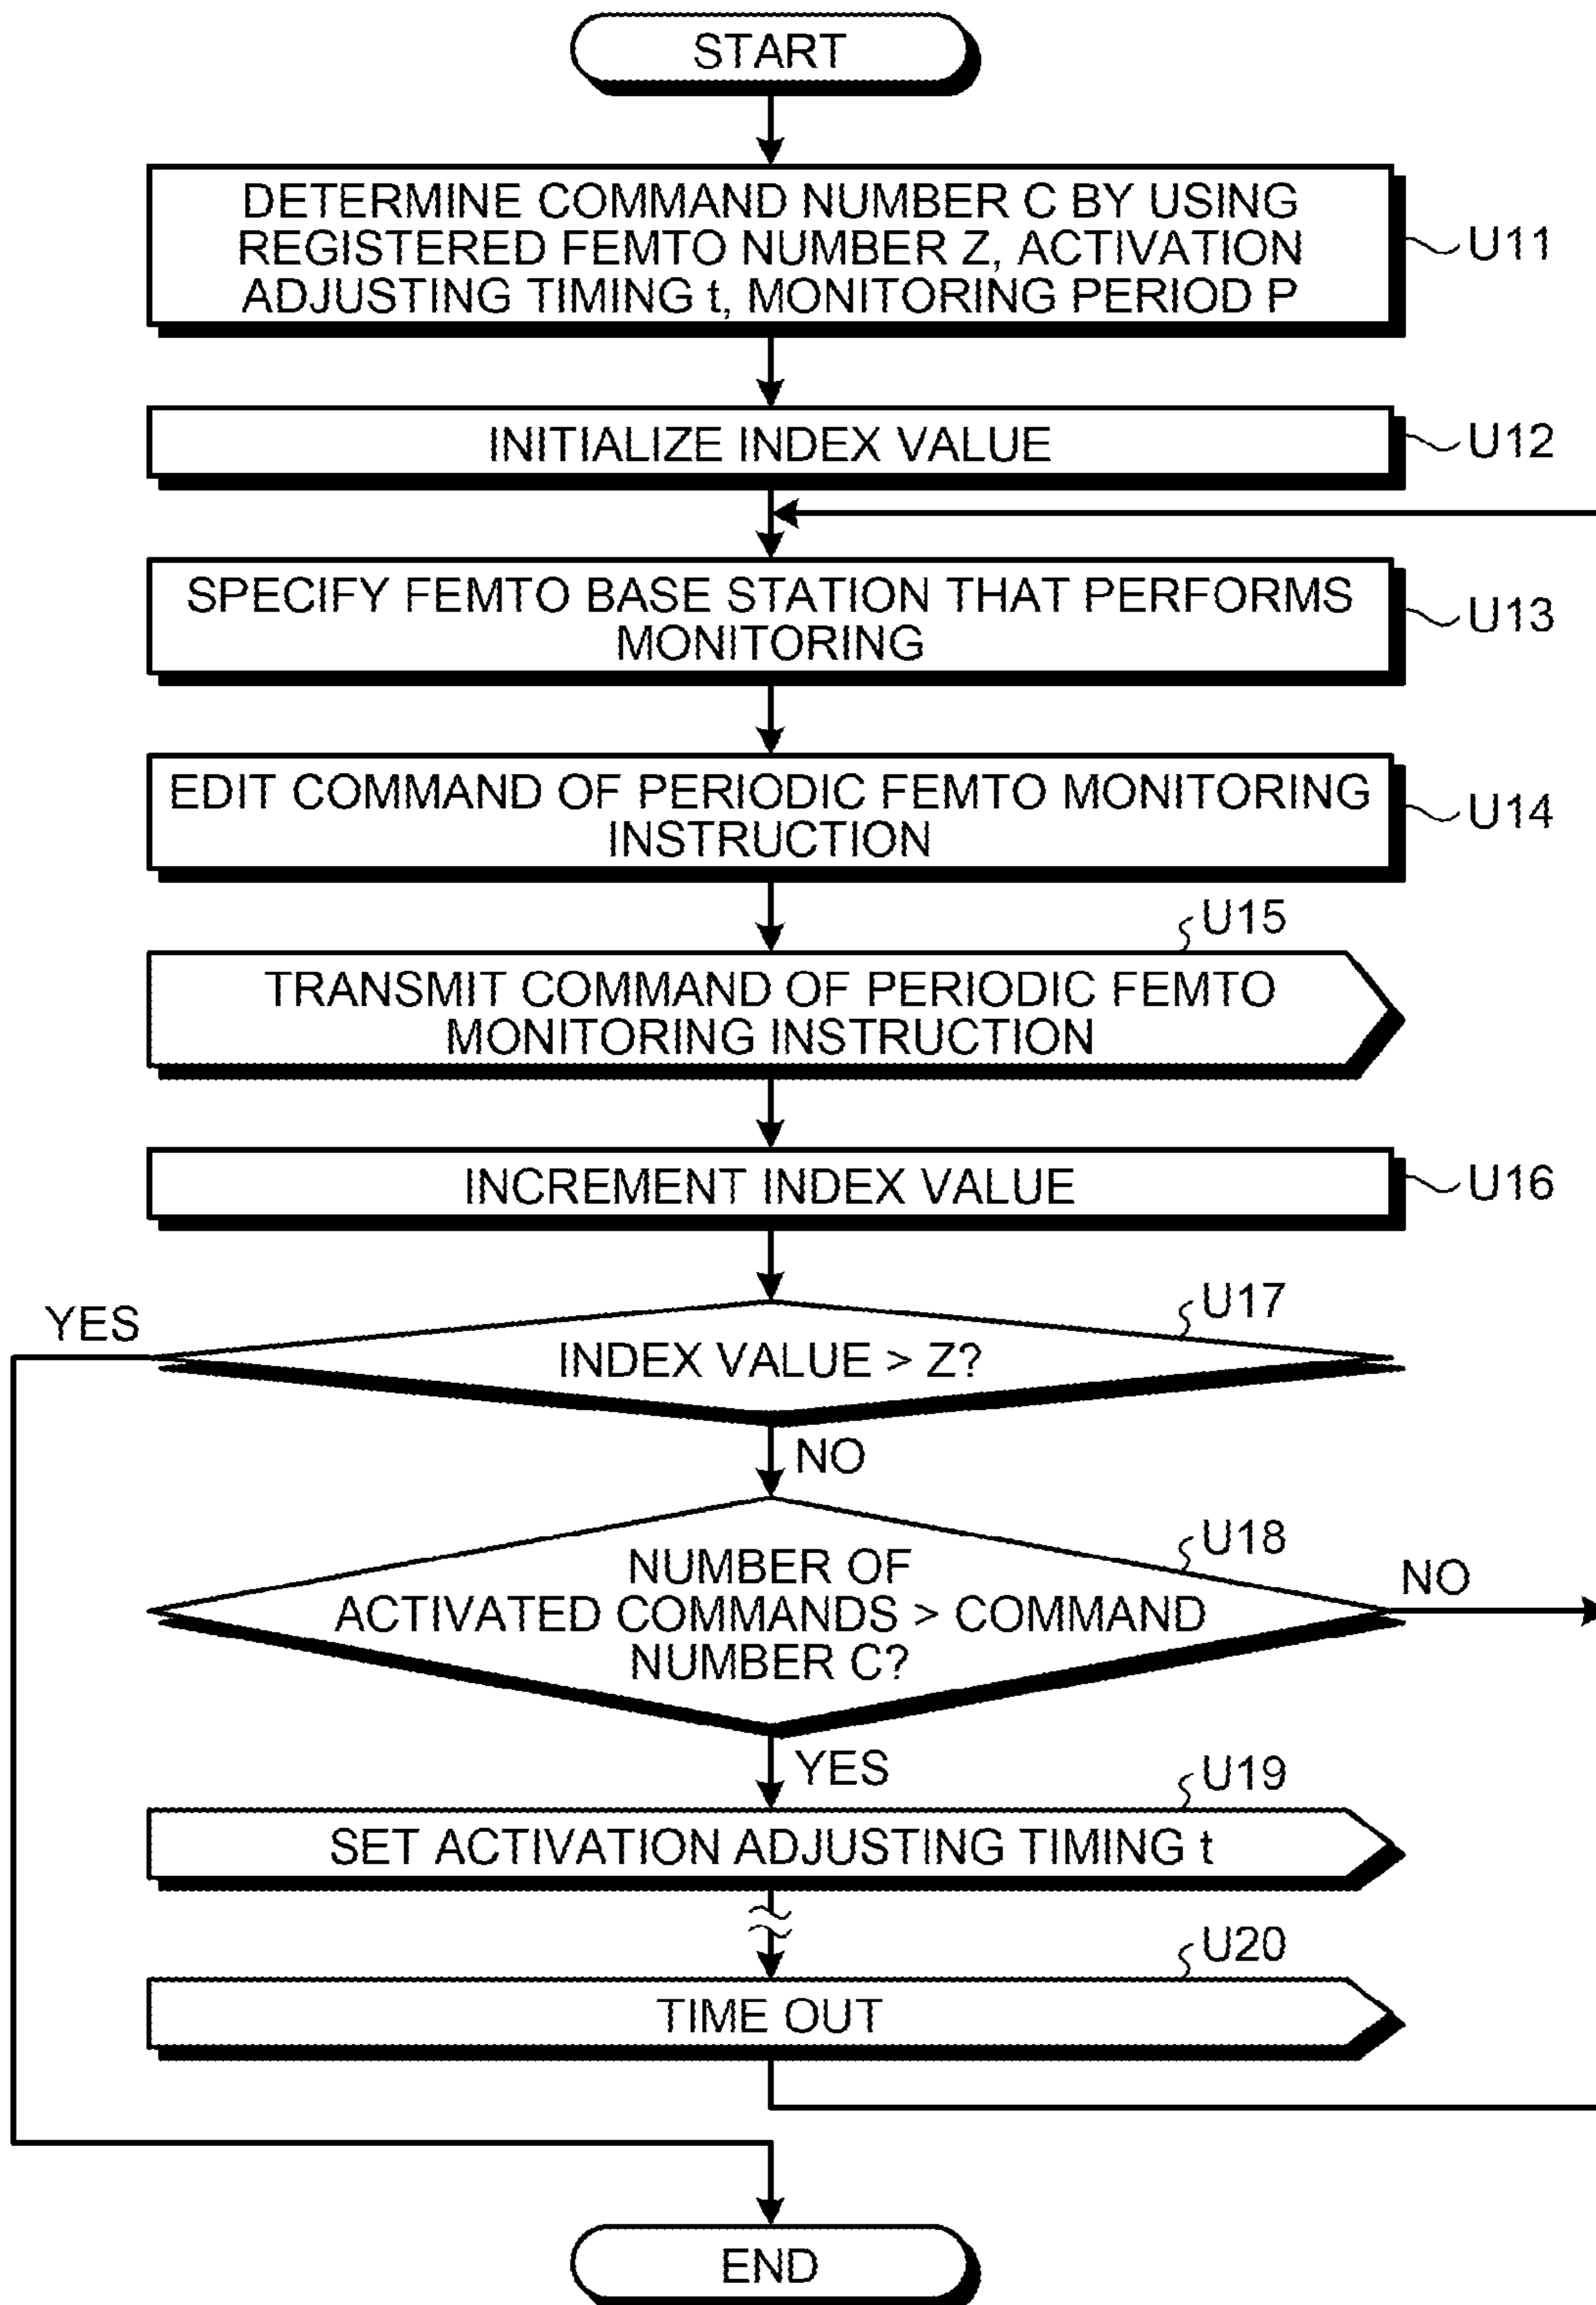 START
DETERMINE COMMAND NUMBER C BY USING
REGISTERED FEMTO NUMBER Z, ACTIVATION
ADJUSTING TIMING t, MONITORING PERIOD P
U11
INITIALIZE INDEX VALUE
U12
SPECIFY FEMTO BASE STATION THAT PERFORMS
MONITORING
U13
EDIT COMMAND OF PERIODIC FEMTO MONITORING
INSTRUCTION
U14
U15
TRANSMIT COMMAND OF PERIODIC FEMTO
MONITORING INSTRUCTION
INCREMENT INDEX VALUE
U16
YES
U17
INDEX VALUE > Z?
NO
U18
NUMBER OF
ACTIVATED COMMANDS > COMMAND
NUMBER C?
NO
YES
U19
SET ACTIVATION ADJUSTING TIMING t
U20
TIME OUT
END